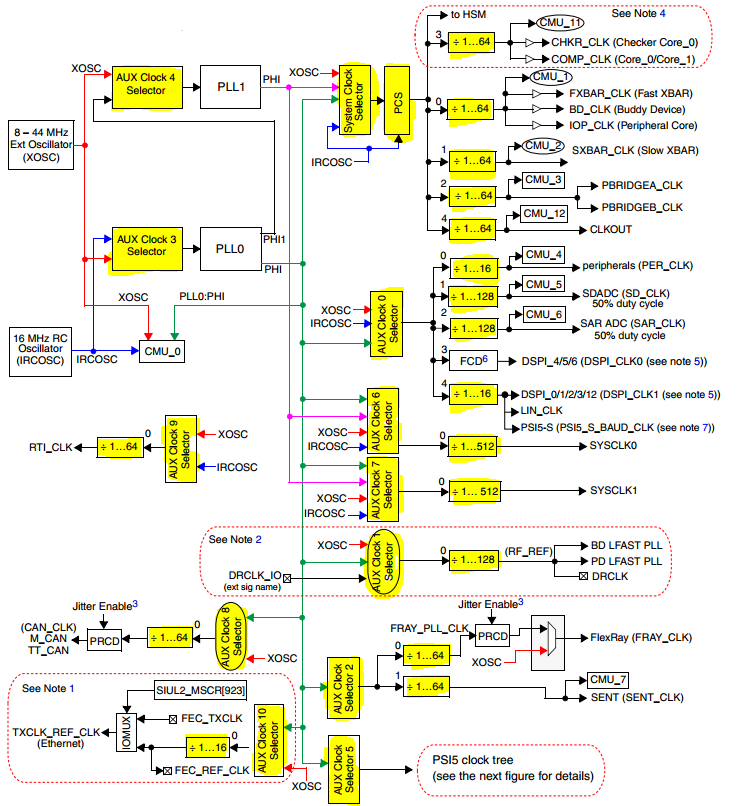 to HSM
See Note 4
3
÷ 1...64
CMU_11
CHKR_CLK (Checker Core_0)
COMP_CLK (Core_0/Core_1)
XOSC
AUX Clock 4
Selector
PLL1
PHI
XOSC
System Clock
Selector
PCS
IRCOSC
0
÷ 1...64
CMU_1
FXBAR_CLK (Fast XBAR)
BD_CLK (Buddy Device)
IOP_CLK (Peripheral Core)
8 – 44 MHz
Ext Oscillator
(XOSC)
1
÷ 1...64
CMU_2
SXBAR_CLK (Slow XBAR)
2
÷ 1...64
CMU_3
PBRIDGEA_CLK
PBRIDGEB_CLK
4
÷ 1...64
CMU_12
CLKOUT
AUX Clock 3
Selector
PLL0
PHI1
PHI
XOSC
PLL0:PHI
16 MHz RC
Oscillator
(IRCOSC)
IRCOSC
CMU_0
XOSC
IRCOSC
AUX Clock 0
Selector
0
÷ 1...16
CMU_4
peripherals (PER_CLK)
1
÷ 1...128
CMU_5
SDADC (SD_CLK)
50% duty cycle
2
÷ 1...128
CMU_6
SAR ADC (SAR_CLK)
50% duty cycle
3
FCD6
DSPI_4/5/6 (DSPI_CLK0 (see note 5))
4
÷ 1...16
DSPI_0/1/2/3/12 (DSPI_CLK1 (see note 5))
LIN_CLK
PSI5-S (PSI5_S_BAUD_CLK (see note 7))
RTI_CLK
÷ 1...64
0
AUX Clock 9
Selector
XOSC
IRCOSC
XOSC
IRCOSC
AUX Clock 6
Selector
0
÷ 1...512
SYSCLK0
XOSC
IRCOSC
AUX Clock 7
Selector
0
÷ 1... 512
SYSCLK1
See Note 2
XOSC
DRCLK_IO
(ext sig name)
AUX Clock 1
Selector
0
÷ 1...128
(RF_REF)
BD LFAST PLL
PD LFAST PLL
DRCLK
Jitter Enable3
(CAN_CLK)
M_CAN
TT_CAN
PRCD
÷ 1...64
0
AUX Clock 8
Selector
XOSC
Jitter Enable3
FRAY_PLL_CLK
PRCD
XOSC
FlexRay (FRAY_CLK)
AUX Clock 2
Selector
0
÷ 1...64
1
÷ 1...64
CMU_7
SENT (SENT_CLK)
See Note 1
SIUL2_MSCR[923]
TXCLK_REF_CLK
(Ethernet)
IOMUX
FEC_TXCLK
÷ 1...16
0
FEC_REF_CLK
AUX Clock 10
Selector
XOSC
AUX Clock
Selector 5
PSI5 clock tree
(see the next figure for details)